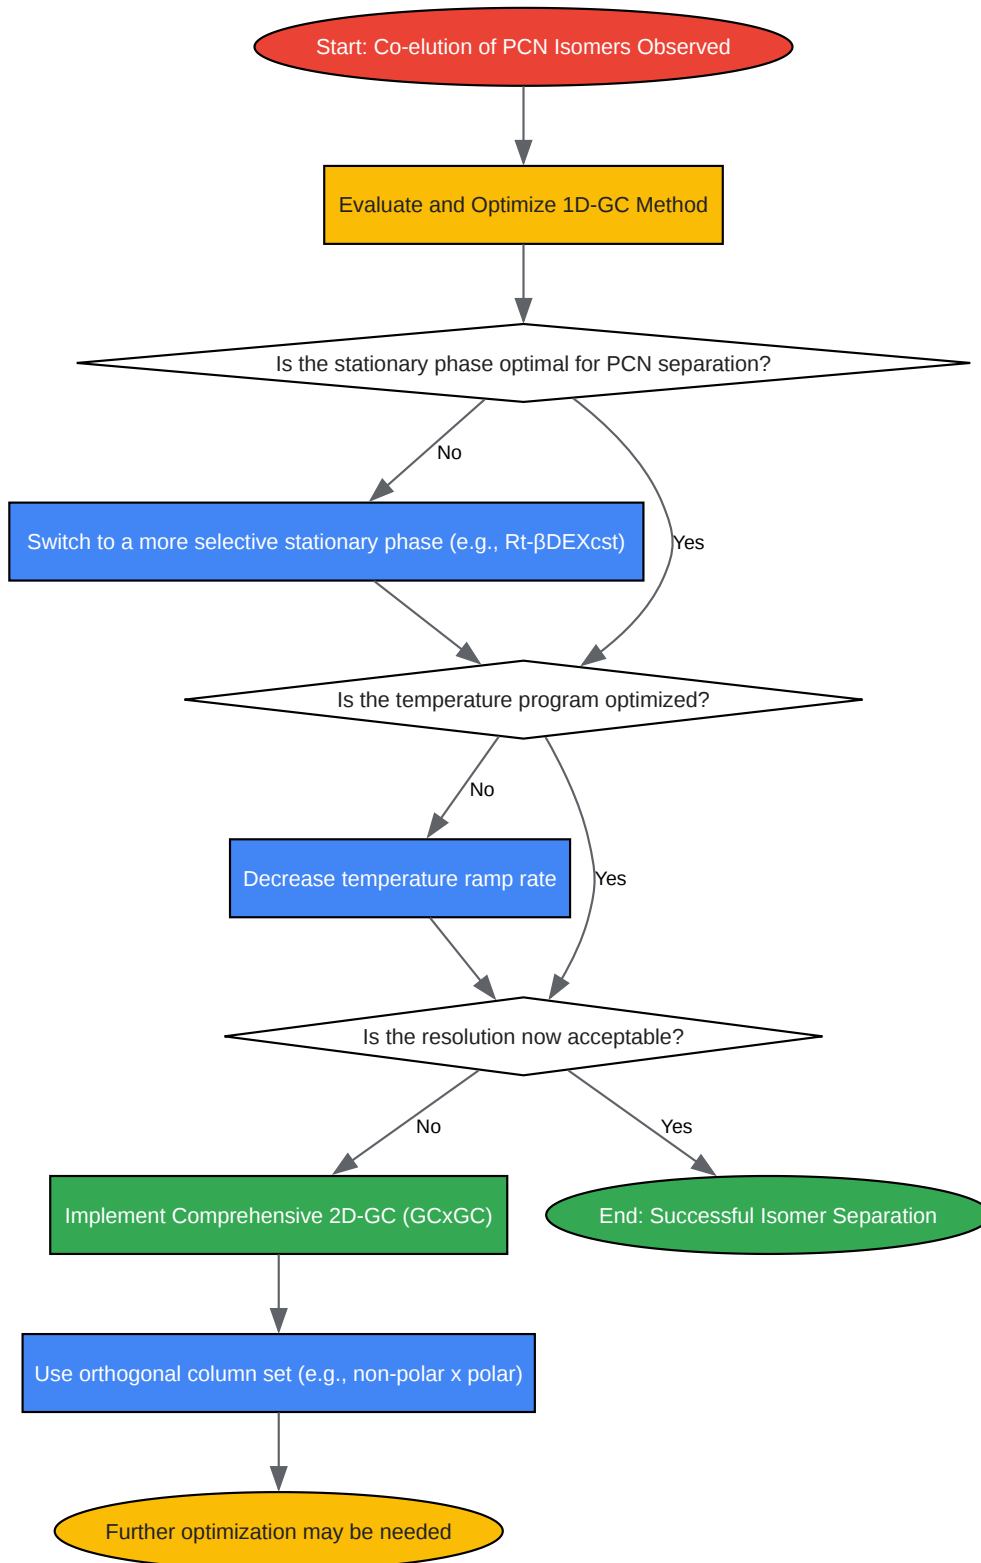 Start: Co-elution of PCN Isomers Observed
Evaluate and Optimize 1D-GC Method
Is the stationary phase optimal for PCN separation?
No
Switch to a more selective stationary phase (e.g., Rt-βDEXcst)
Yes
Is the temperature program optimized?
No
Decrease temperature ramp rate
Yes
Is the resolution now acceptable?
No
Yes
Implement Comprehensive 2D-GC (GCxGC)
End: Successful Isomer Separation
Use orthogonal column set (e.g., non-polar x polar)
Further optimization may be needed